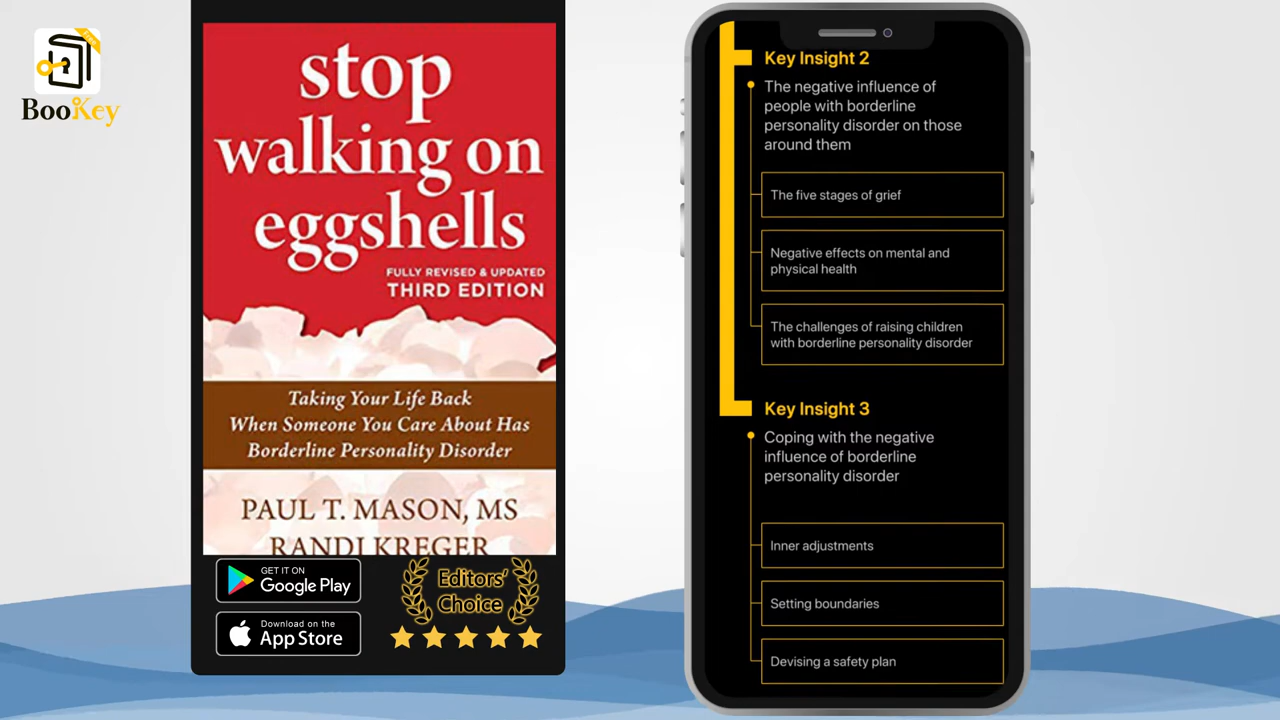 Free
BooKey
stop
walking on
eggshells
FULLY REVISED & UPDATED
THIRD EDITION
Taking Your Life Back
When Someone You Care About Has
Borderline Personality Disorder
PAUL T. MASON, MS
RANDI KREGER
GET IT ON
Google Play
Download on the
App Store
Editors'
Choice
Key Insight 2
The negative influence of
people with borderline
personality disorder on those
around them
The five stages of grief
Negative effects on mental and
physical health
The challenges of raising children
with borderline personality disorder
Key Insight 3
Coping with the negative
influence of borderline
personality disorder
Inner adjustments
Setting boundaries
Devising a safety plan